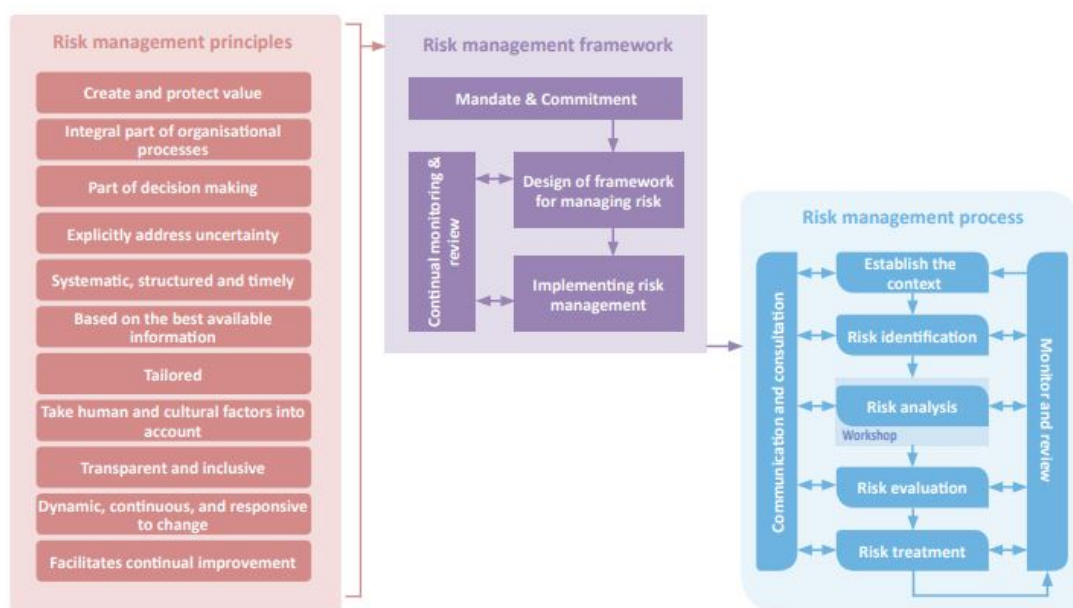 Risk management principles
Create and protect value
Integral part of organisational
processes
Part of decision making
Explicitly address uncertainty
Systematic, structured and timely
Based on the best available
information
Tailored
Take human and cultural factors into
account
Transparent and inclusive
Dynamic, continuous, and responsive
to change
Facilitates continual improvement
Risk management framework
Mandate & Commitment
Continual monitoring &
review
Design of framework
for managing risk
Implementing risk
management
Risk management process
Communication and consultation
Establish the
context
Risk identification
Risk analysis
Workshop
Risk evaluation
Risk treatment
Monitor and review